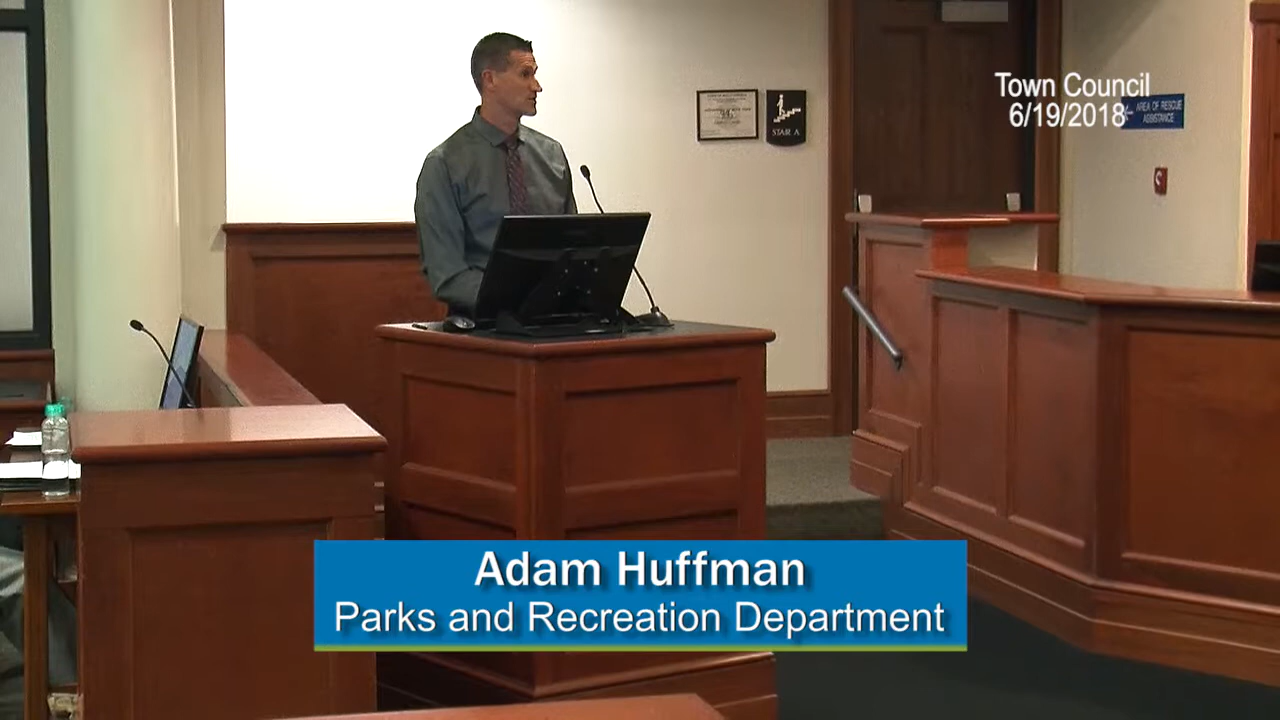 Town Council
6/19/2018
AREA OF RESCUE
ASSISTANCE
STAIR A
Adam Huffman
Parks and Recreation Department